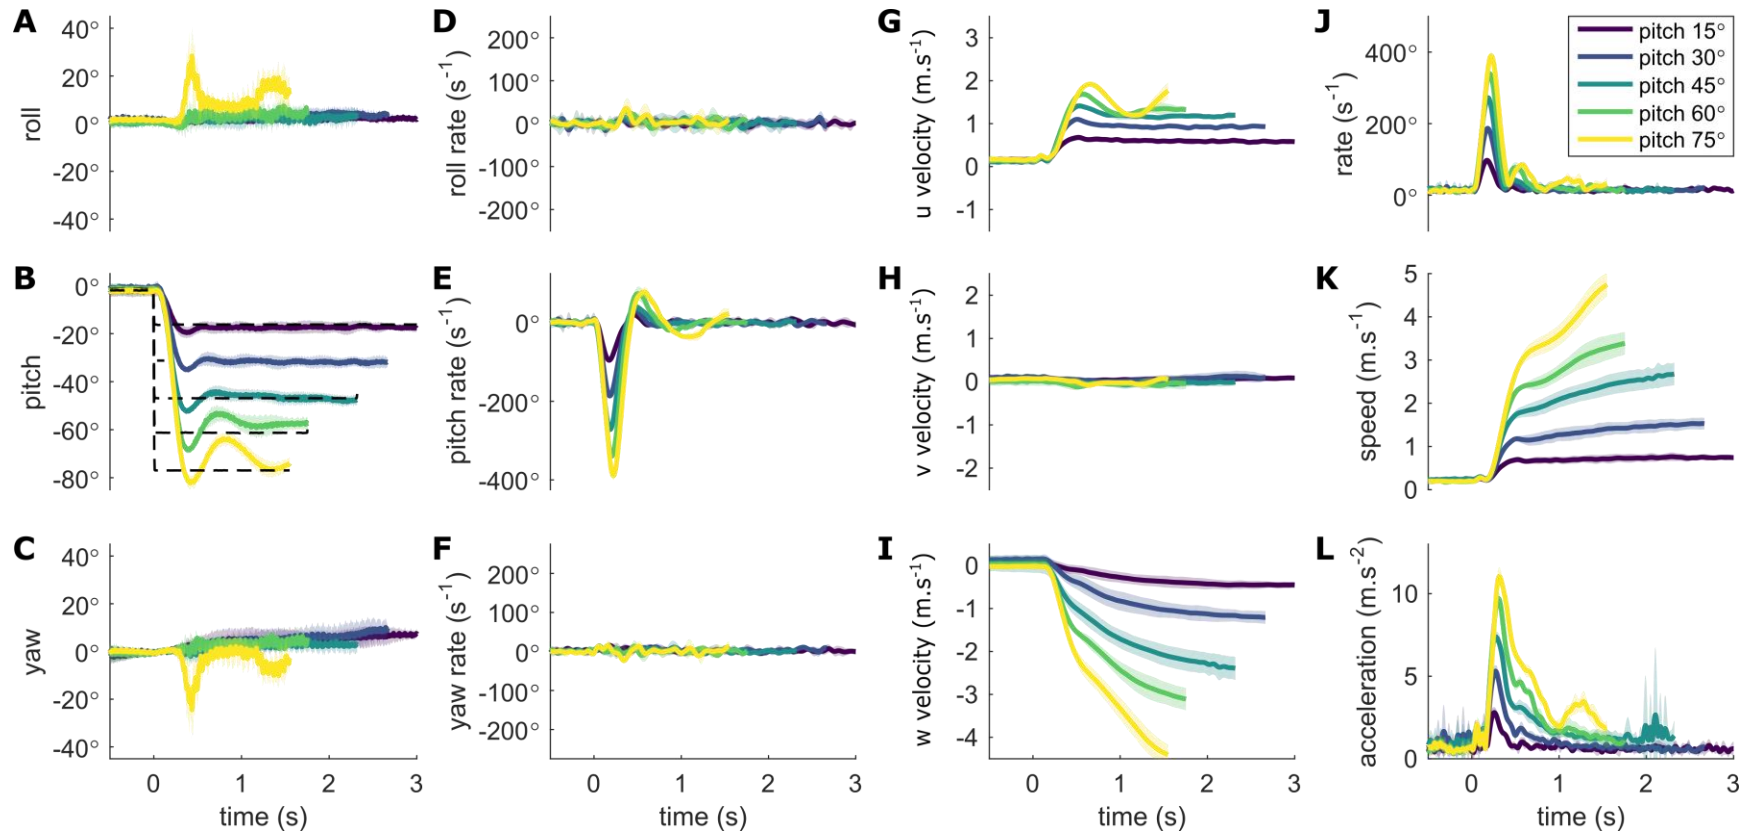 A
40°
20°
0°
-20°
-40°
roll
D
200°
100°
0°
-100°
-200°
roll rate (s⁻¹)
G
3
2
1
0
-1
u velocity (m.s⁻¹)
J
400°
200°
0°
rate (s⁻¹)
pitch 15°
pitch 30°
pitch 45°
pitch 60°
pitch 75°
B
0°
-20°
-40°
-60°
-80°
pitch
E
0°
-200°
-400°
pitch rate (s⁻¹)
H
2
1
0
-1
-2
v velocity (m.s⁻¹)
K
5
4
3
2
1
0
speed (m.s⁻¹)
C
40°
20°
0°
-20°
-40°
yaw
0 1 2 3
time (s)
F
200°
100°
0°
-100°
-200°
yaw rate (s⁻¹)
0 1 2 3
time (s)
I
0
-1
-2
-3
-4
w velocity (m.s⁻¹)
0 1 2 3
time (s)
L
10
5
0
acceleration (m.s⁻²)
0 1 2 3
time (s)